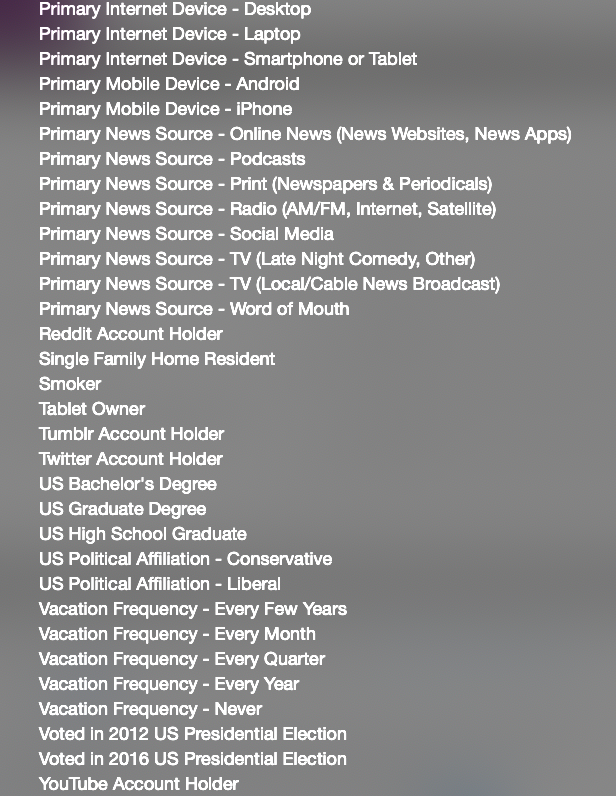 Primary Internet Device - Desktop
Primary Internet Device - Laptop
Primary Internet Device - Smartphone or Tablet
Primary Mobile Device - Android
Primary Mobile Device - iPhone
Primary News Source - Online News (News Websites, News Apps)
Primary News Source - Podcasts
Primary News Source - Print (Newspapers & Periodicals)
Primary News Source - Radio (AM/FM, Internet, Satellite)
Primary News Source - Social Media
Primary News Source - TV (Late Night Comedy, Other)
Primary News Source - TV (Local/Cable News Broadcast)
Primary News Source - Word of Mouth
Reddit Account Holder
Single Family Home Resident
Smoker
Tablet Owner
Tumblr Account Holder
Twitter Account Holder
US Bachelor's Degree
US Graduate Degree
US High School Graduate
US Political Affiliation - Conservative
US Political Affiliation - Liberal
Vacation Frequency - Every Few Years
Vacation Frequency - Every Month
Vacation Frequency - Every Quarter
Vacation Frequency - Every Year
Vacation Frequency - Never
Voted in 2012 US Presidential Election
Voted in 2016 US Presidential Election
YouTube Account Holder